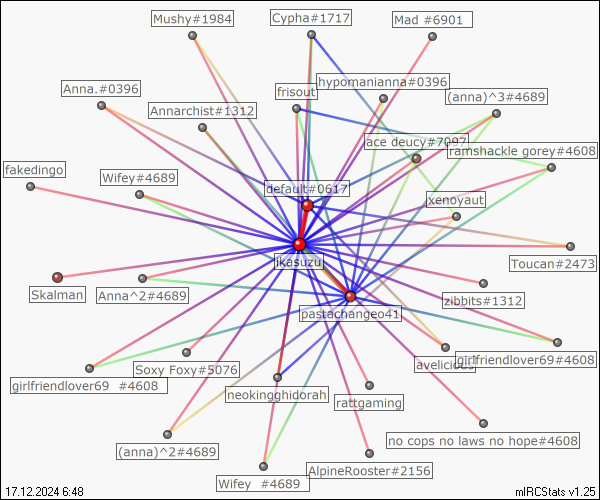 Mushy#1984
Cypha#1717
Mad #6901
hypomanianna#0396
Anna.#0396
frisout
(anna)^3#4689
Annarchist#1312
ace deucy#7097
ramshackle gorey#4608
fakedingo
Wifey#4689
default#0617
xenoyaut
jkasuzu
Toucan#2473
Skalman
Anna^2#4689
zibbits#1312
pastachangeo41
Soxy Foxy#5076
avelicious
girlfriendlover69#4608
girlfriendlover69 #4608
neokingghidorah
rattgaming
(anna)^2#4689
no cops no laws no hope#4608
AlpineRooster#2156
Wifey #4689
17.12.2024 6:48
mIRCStats v1.25